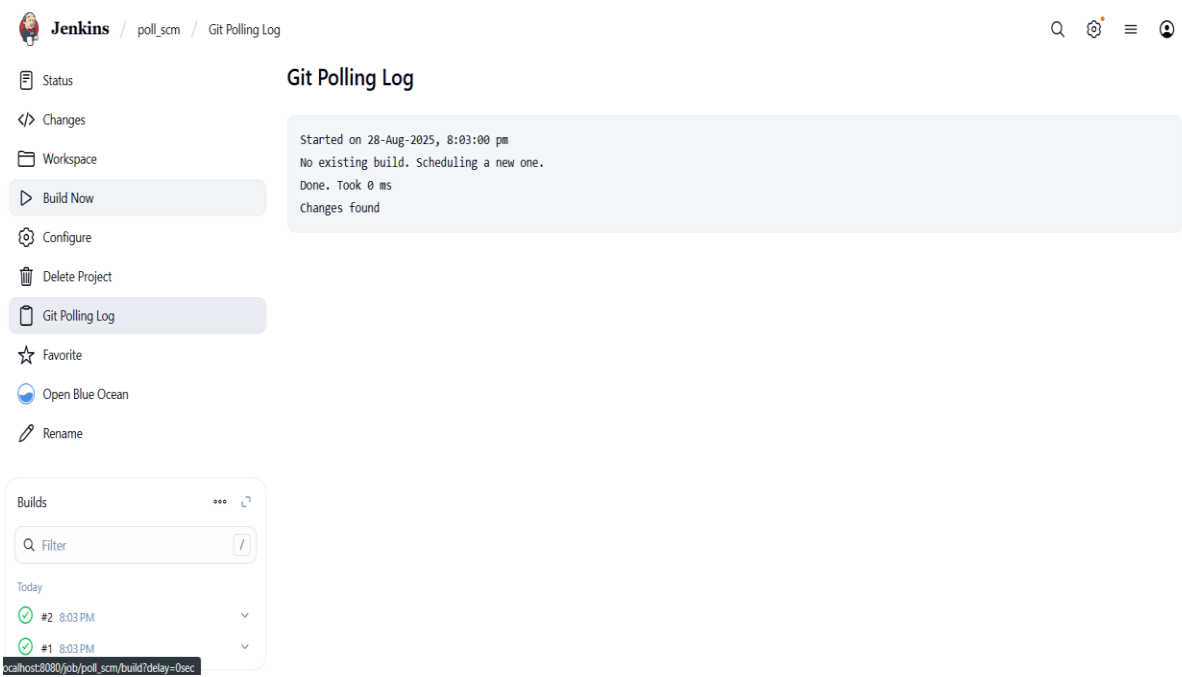 Jenkins / poll_scm / Git Polling Log
Status
Changes
Workspace
Build Now
Configure
Delete Project
Git Polling Log
Favorite
Open Blue Ocean
Rename
Builds
Filter /
Today
#2 8:03 PM
#1 8:03 PM
ocalhost:8080/job/poll_scm/build?delay=0sec
Git Polling Log
Started on 28-Aug-2025, 8:03:00 pm
No existing build. Scheduling a new one.
Done. Took 0 ms
Changes found